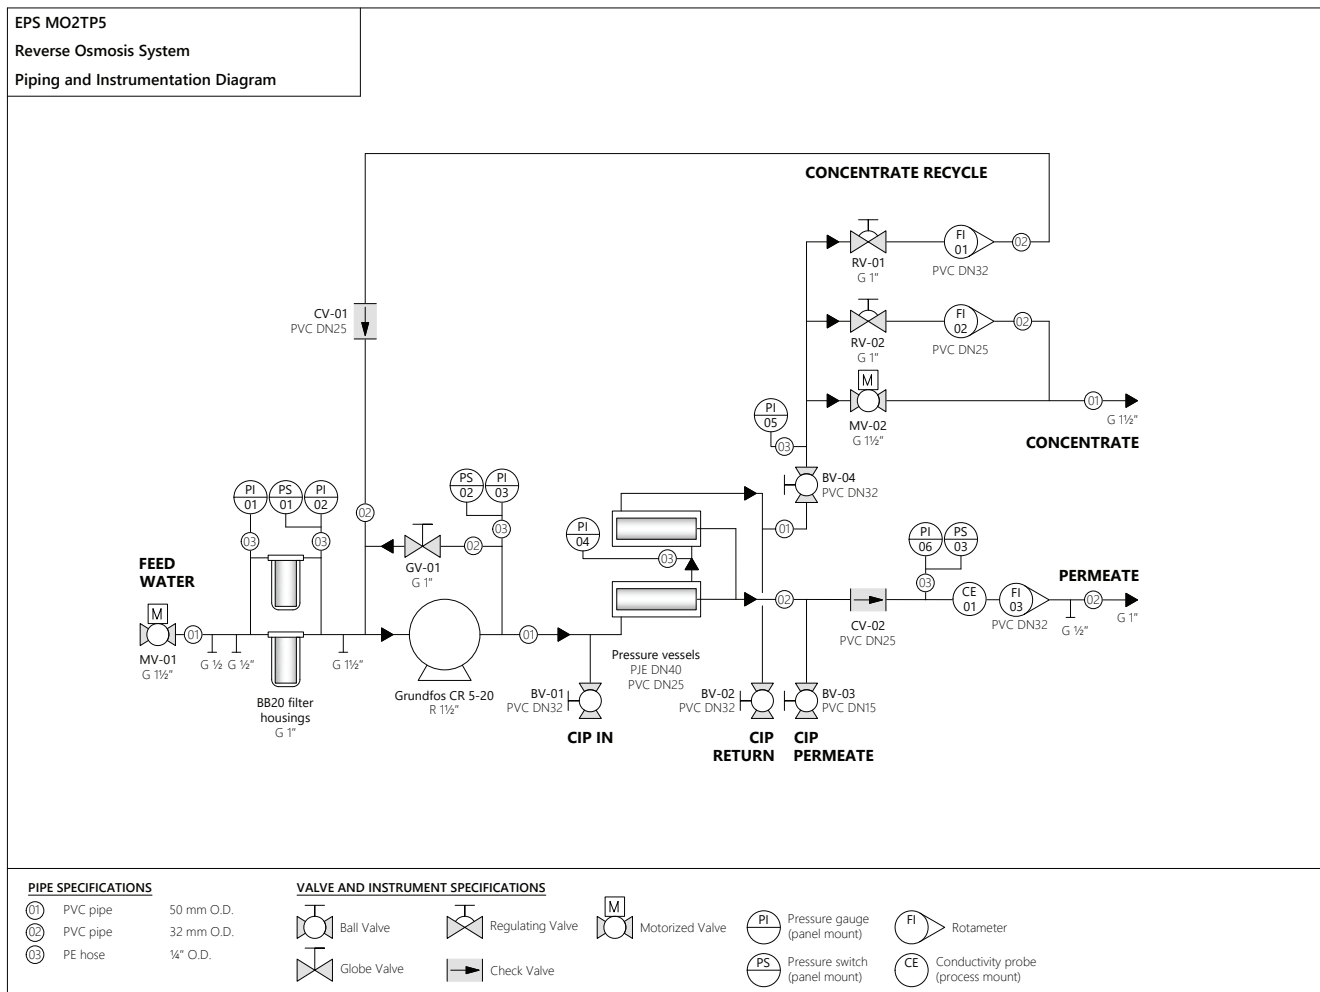 EPS MO2TP5
Reverse Osmosis System
Piping and Instrumentation Diagram
CONCENTRATE RECYCLE
RV-01
G 1"
FI
01
PVC DN32
02
CV-01
PVC DN25
RV-02
G 1"
FI
02
PVC DN25
02
M
MV-02
G 1½"
01
G 1½"
CONCENTRATE
PI
05
03
BV-04
PVC DN32
01
PI
01
PS
01
PI
02
03
03
02
PS
02
PI
03
03
02
GV-01
G 1"
PI
04
03
PI
06
PS
03
03
FEED
WATER
M
MV-01
G 1½"
01
G ½
G ½"
G 1½"
BB20 filter
housings
G 1"
Grundfos CR 5-20
R 1½"
01
BV-01
PVC DN32
CIP IN
Pressure vessels
PJE DN40
PVC DN25
BV-02
PVC DN32
CIP
RETURN
BV-03
PVC DN15
CIP
PERMEATE
02
CV-02
PVC DN25
CE
01
FI
03
PVC DN32
G ½"
02
PERMEATE
G 1"
PIPE SPECIFICATIONS
01 PVC pipe 50 mm O.D.
02 PVC pipe 32 mm O.D.
03 PE hose ¼" O.D.
VALVE AND INSTRUMENT SPECIFICATIONS
Ball Valve
Globe Valve
Regulating Valve
Check Valve
M
Motorized Valve
PI
Pressure gauge
(panel mount)
PS
Pressure switch
(panel mount)
FI
Rotameter
CE
Conductivity probe
(process mount)